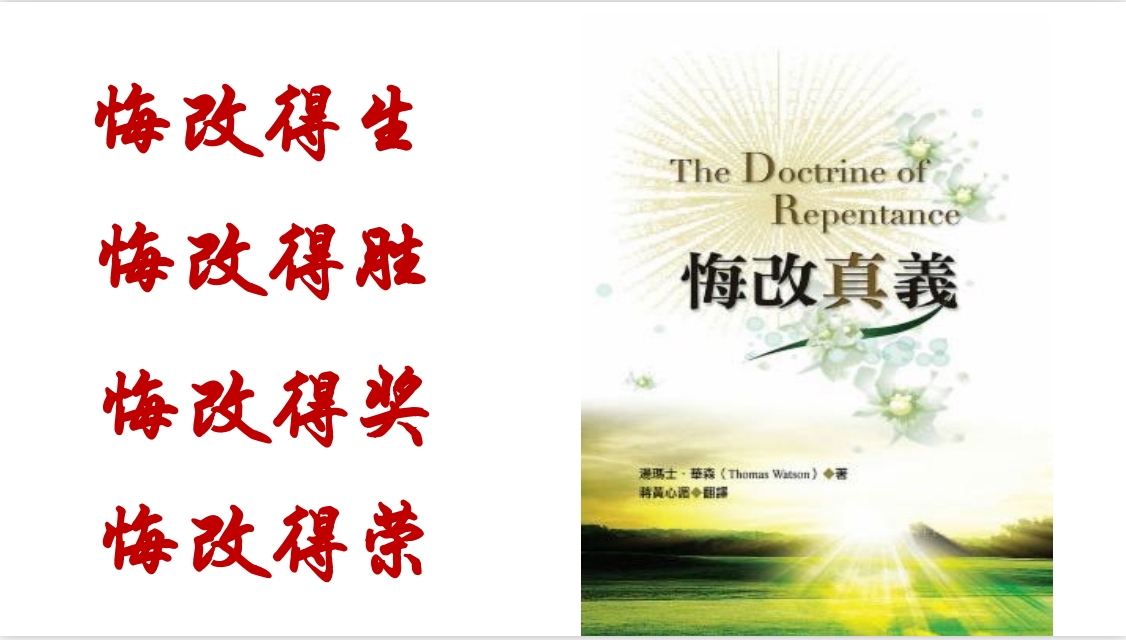 悔改得生
悔改得胜
悔改得奖
悔改得荣
The Doctrine of
Repentance
悔改真義
湯瑪士．華森（Thomas Watson）◆著
蔣黃心湄◆翻譯